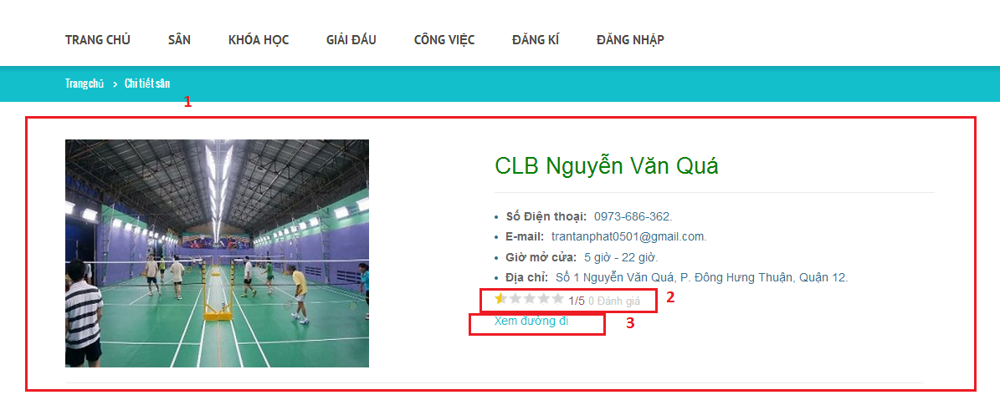 TRANG CHỦ SÂN KHÓA HỌC GIẢI ĐẤU CÔNG VIỆC ĐĂNG KÍ ĐĂNG NHẬP
Trang chủ > Chi tiết sân
1
CLB Nguyễn Văn Quá
• Số Điện thoại: 0973-686-362.
• E-mail: trantanphat0501@gmail.com.
• Giờ mở cửa: 5 giờ - 22 giờ.
• Địa chỉ: Số 1 Nguyễn Văn Quá, P. Đông Hưng Thuận, Quận 12.
1/5 0 Đánh giá 2
Xem đường đi 3